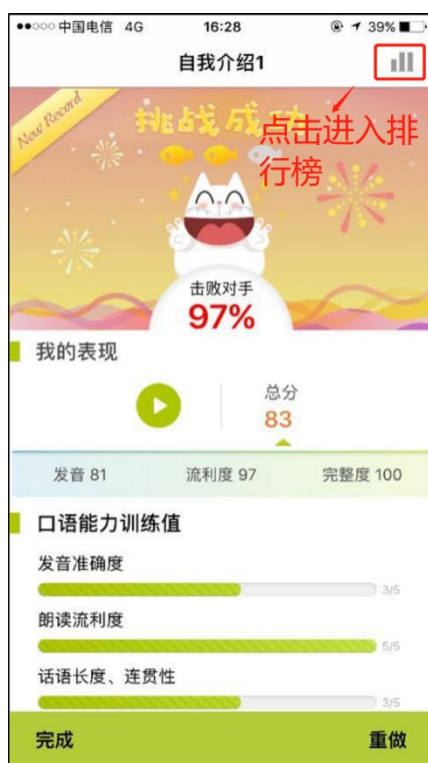 中国电信 4G 16:28 39%
自我介绍1
New Record
挑战成功
点击进入排
行榜
击败对手
97%
我的表现
总分
83
发音 81 流利度 97 完整度 100
口语能力训练值
发音准确度
3/5
朗读流利度
5/5
话语长度、连贯性
3/5
完成 重做